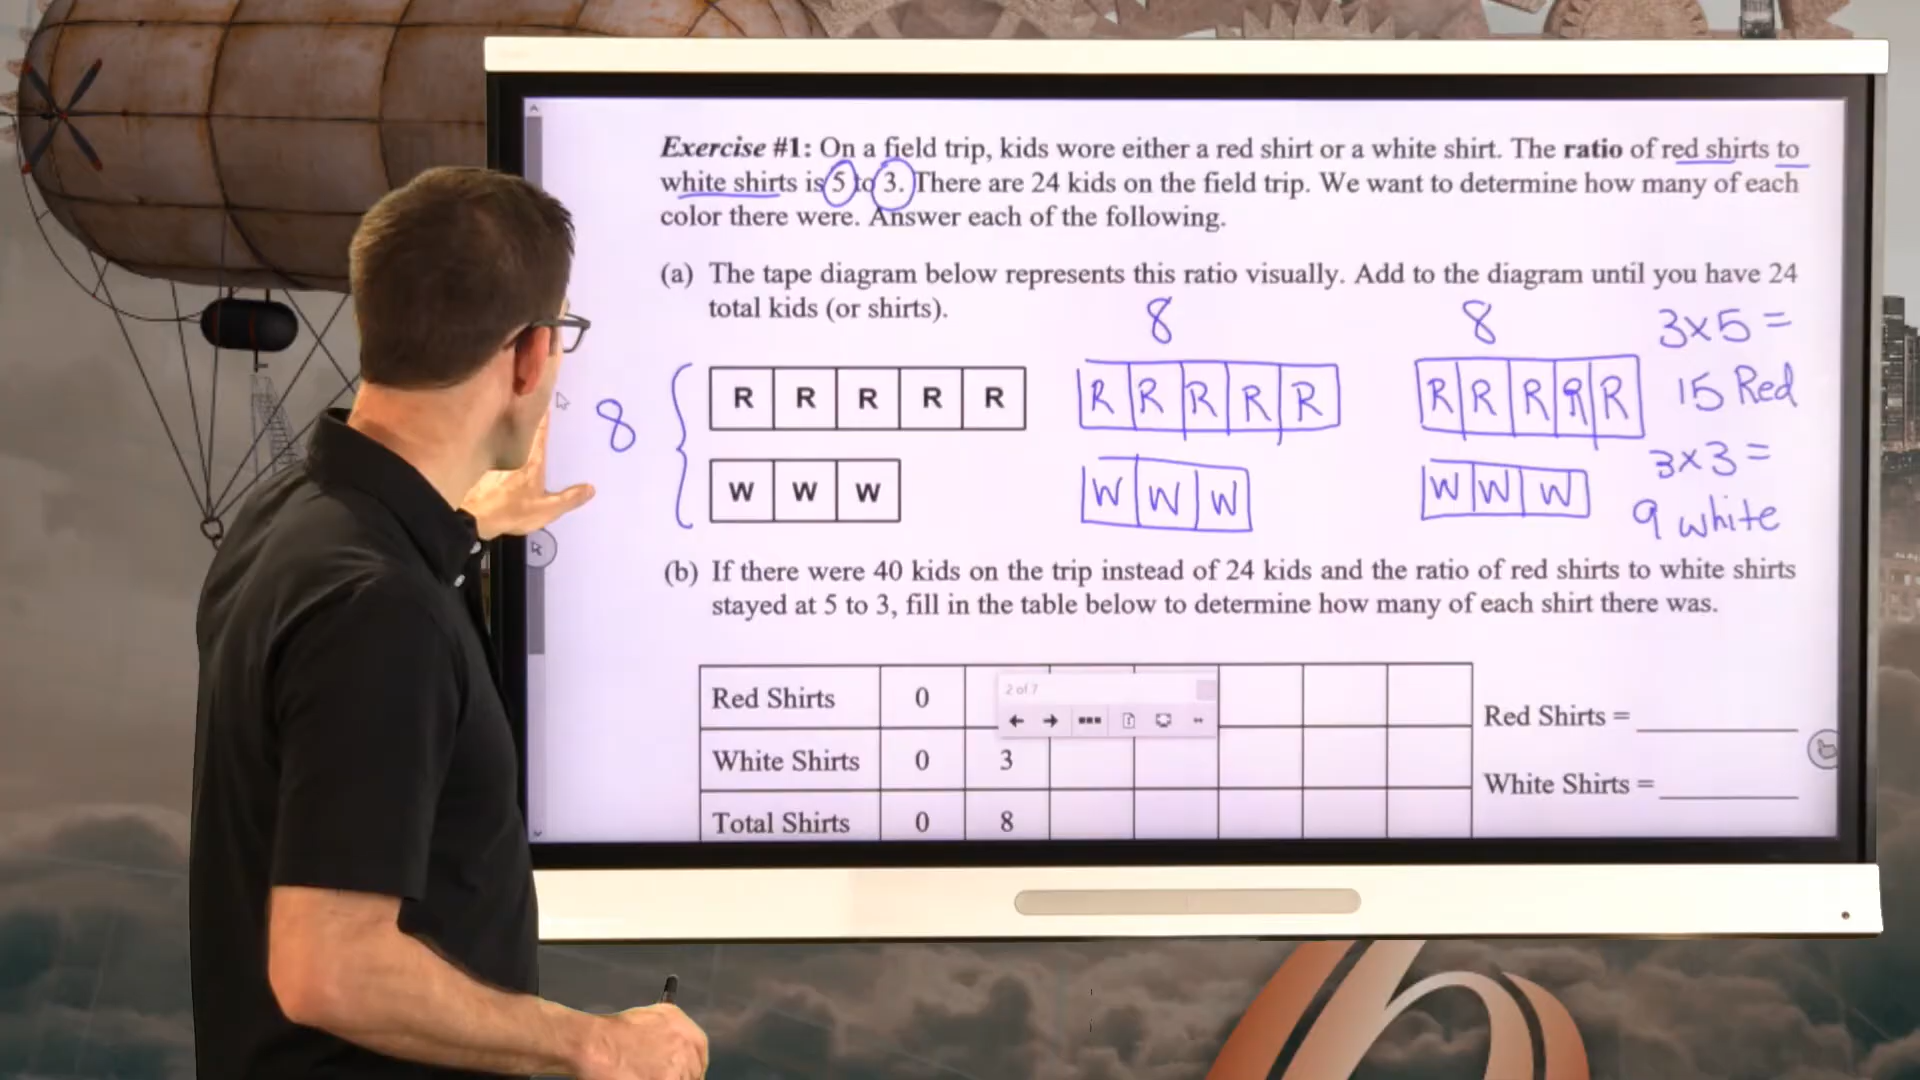 Exercise #1: On a field trip, kids wore either a red shirt or a white shirt. The ratio of red shirts to
white shirts is 5 to 3. There are 24 kids on the field trip. We want to determine how many of each
color there were. Answer each of the following.
(a) The tape diagram below represents this ratio visually. Add to the diagram until you have 24
total kids (or shirts).
8 8 3x5 =
R R R R R R R R R R R R R R R 15 Red
8
3x3 =
W W W W W W W W W 9 white
(b) If there were 40 kids on the trip instead of 24 kids and the ratio of red shirts to white shirts
stayed at 5 to 3, fill in the table below to determine how many of each shirt there was.
2 of 7
Red Shirts 0
Red Shirts =
White Shirts 0 3
White Shirts =
Total Shirts 0 8